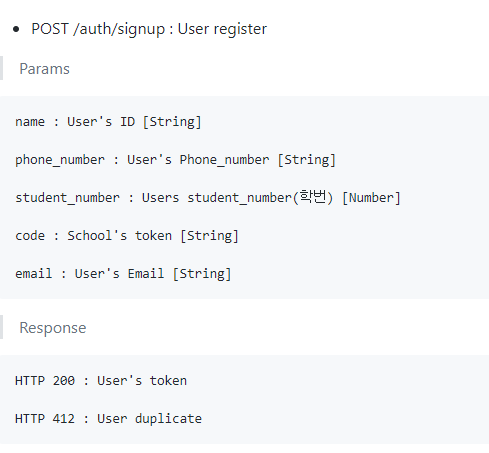 POST /auth/signup : User register
Params
name : User's ID [String]
phone_number : User's Phone_number [String]
student_number : Users student_number(학번) [Number]
code : School's token [String]
email : User's Email [String]
Response
HTTP 200 : User's token
HTTP 412 : User duplicate